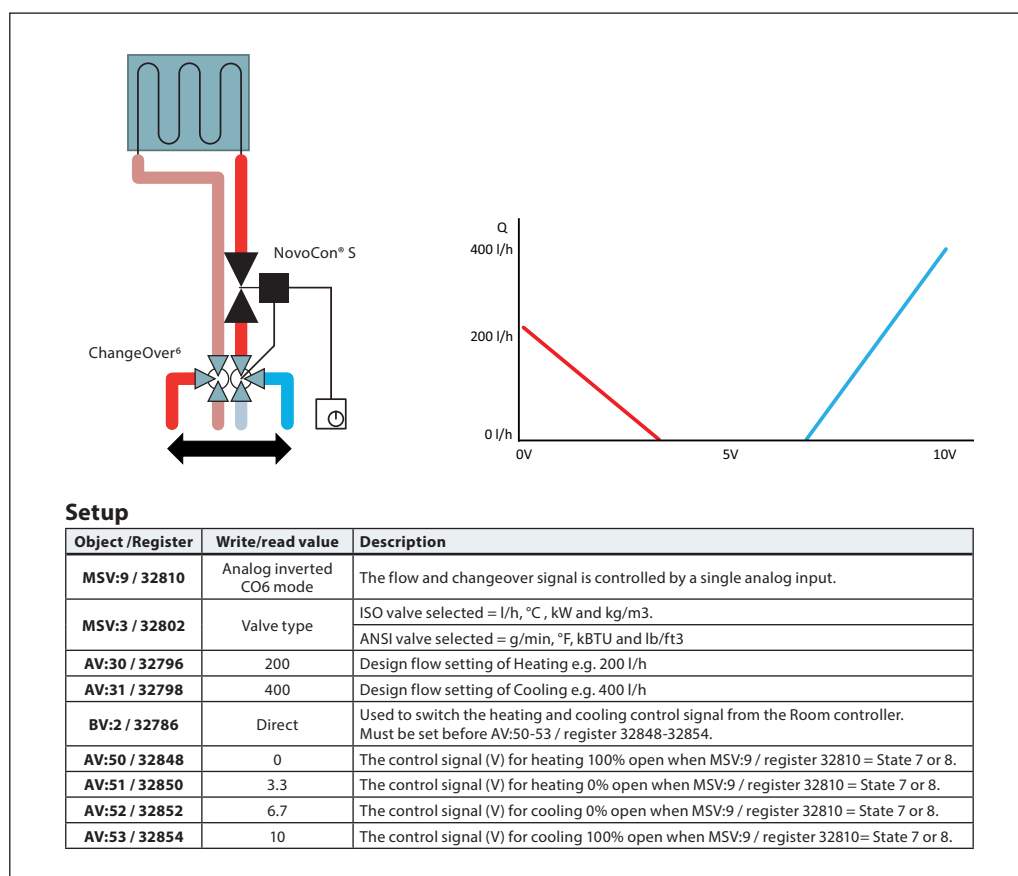 NovoCon® S
ChangeOver⁶
Q
400 l/h
200 l/h
0 l/h
0V
5V
10V
Setup
Object /Register Write/read value Description
MSV:9 / 32810 Analog inverted CO6 mode The flow and changeover signal is controlled by a single analog input.
MSV:3 / 32802 Valve type ISO valve selected = l/h, °C , kW and kg/m3.
ANSI valve selected = g/min, °F, kBTU and lb/ft3
AV:30 / 32796 200 Design flow setting of Heating e.g. 200 l/h
AV:31 / 32798 400 Design flow setting of Cooling e.g. 400 l/h
BV:2 / 32786 Direct Used to switch the heating and cooling control signal from the Room controller.
Must be set before AV:50-53 / register 32848-32854.
AV:50 / 32848 0 The control signal (V) for heating 100% open when MSV:9 / register 32810 = State 7 or 8.
AV:51 / 32850 3.3 The control signal (V) for heating 0% open when MSV:9 / register 32810 = State 7 or 8.
AV:52 / 32852 6.7 The control signal (V) for cooling 0% open when MSV:9 / register 32810 = State 7 or 8.
AV:53 / 32854 10 The control signal (V) for cooling 100% open when MSV:9 / register 32810= State 7 or 8.